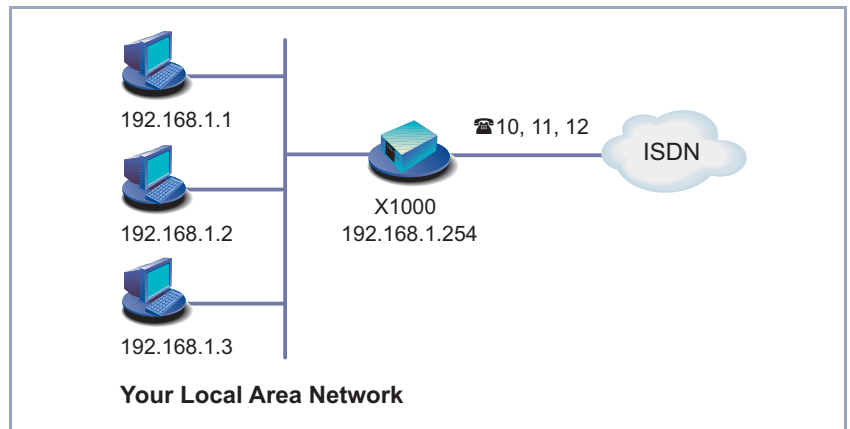 192.168.1.1
☎10, 11, 12
ISDN
192.168.1.2
X1000
192.168.1.254
192.168.1.3
Your Local Area Network